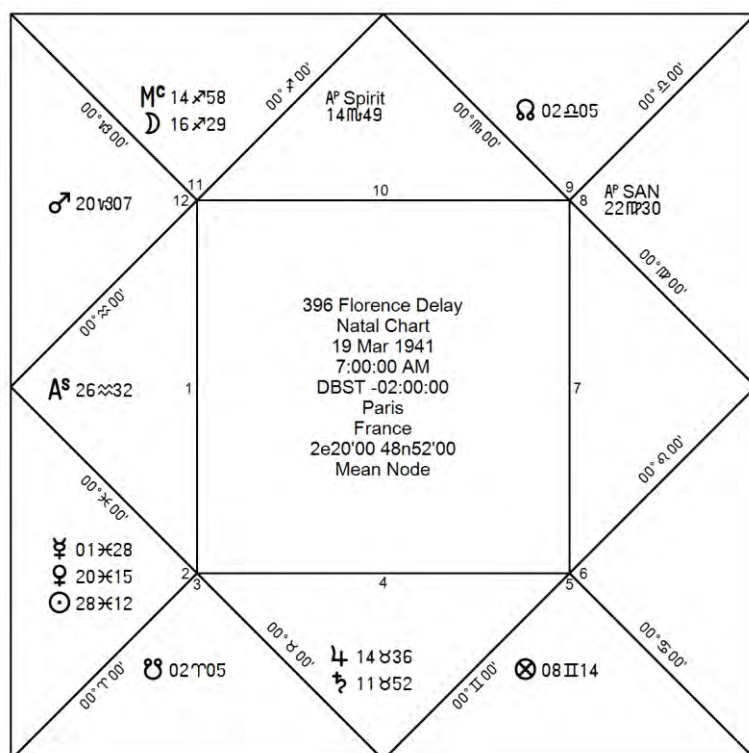 Mᶜ 14♐58
☽ 16♐29
00°♐00'
Aᴾ Spirit
14♏49
00°♏00'
☊ 02♎05
00°♎00'
00°♑00'
11
12
10
9
8
Aᴾ SAN
22♍30
♂ 20♑07
00°♍00'
00°♒00'
396 Florence Delay
Natal Chart
19 Mar 1941
7:00:00 AM
DBST -02:00:00
Paris
France
2e20'00 48n52'00
Mean Node
Aˢ 26♒32
1
7
00°♌00'
00°♓00'
☿ 01♓28
♀ 20♓15
☉ 28♓12
2
3
4
6
5
00°♈00'
☋ 02♈05
00°♉00'
♃ 14♉36
♄ 11♉52
00°♊00'
⊗ 08♊14
00°♋00'